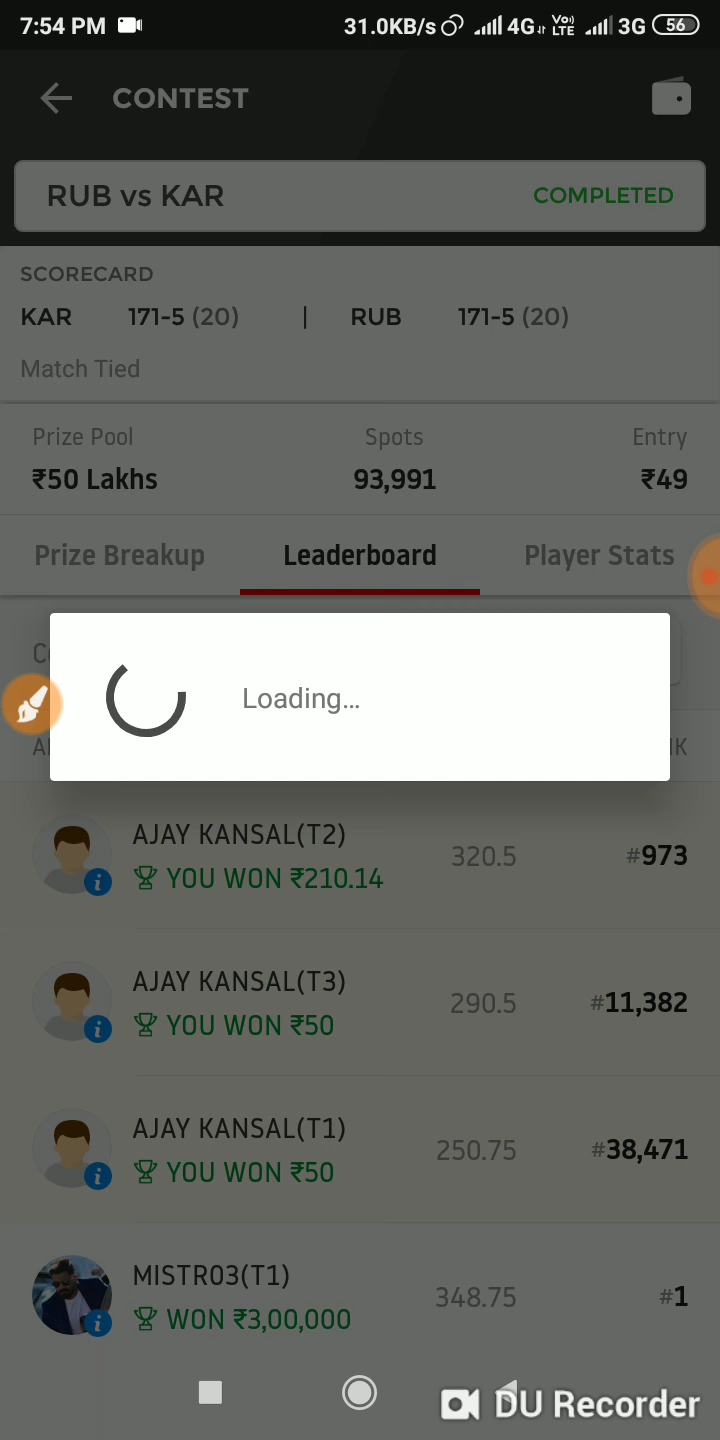 7:54 PM 31.0KB/s 4G Vo) LTE 3G 56
CONTEST
RUB vs KAR COMPLETED
SCORECARD
KAR 171-5 (20) | RUB 171-5 (20)
Match Tied
Prize Pool Spots Entry
₹50 Lakhs 93,991 ₹49
Prize Breakup Leaderboard Player Stats
Loading...
AJAY KANSAL(T2)
YOU WON ₹210.14 320.5 #973
AJAY KANSAL(T3)
YOU WON ₹50 290.5 #11,382
AJAY KANSAL(T1)
YOU WON ₹50 250.75 #38,471
MISTR03(T1)
WON ₹3,00,000 348.75 #1
DU Recorder